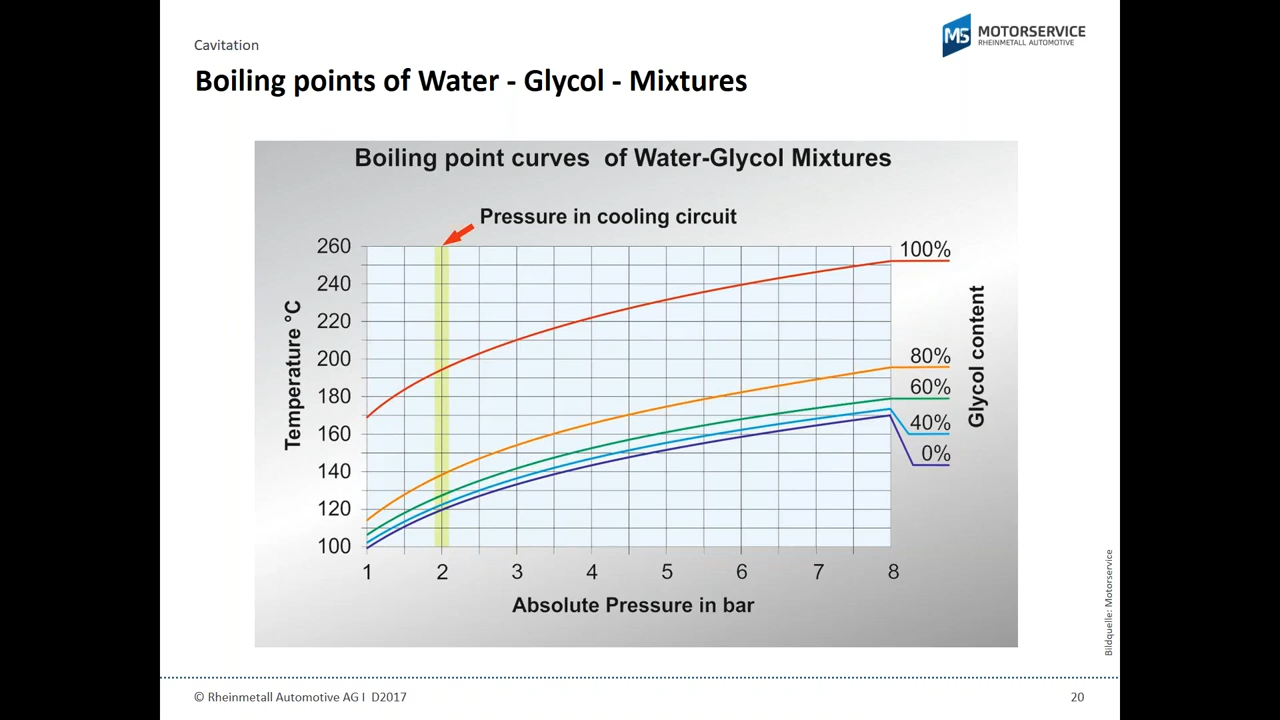 Cavitation
MS MOTORSERVICE
RHEINMETALL AUTOMOTIVE
Boiling points of Water - Glycol - Mixtures
Boiling point curves of Water-Glycol Mixtures
Pressure in cooling circuit
260
240
220
200
180
160
140
120
100
Temperature °C
1 2 3 4 5 6 7 8
Absolute Pressure in bar
100%
80%
60%
40%
0%
Glycol content
Bildquelle: Motorservice
© Rheinmetall Automotive AG I D2017
20